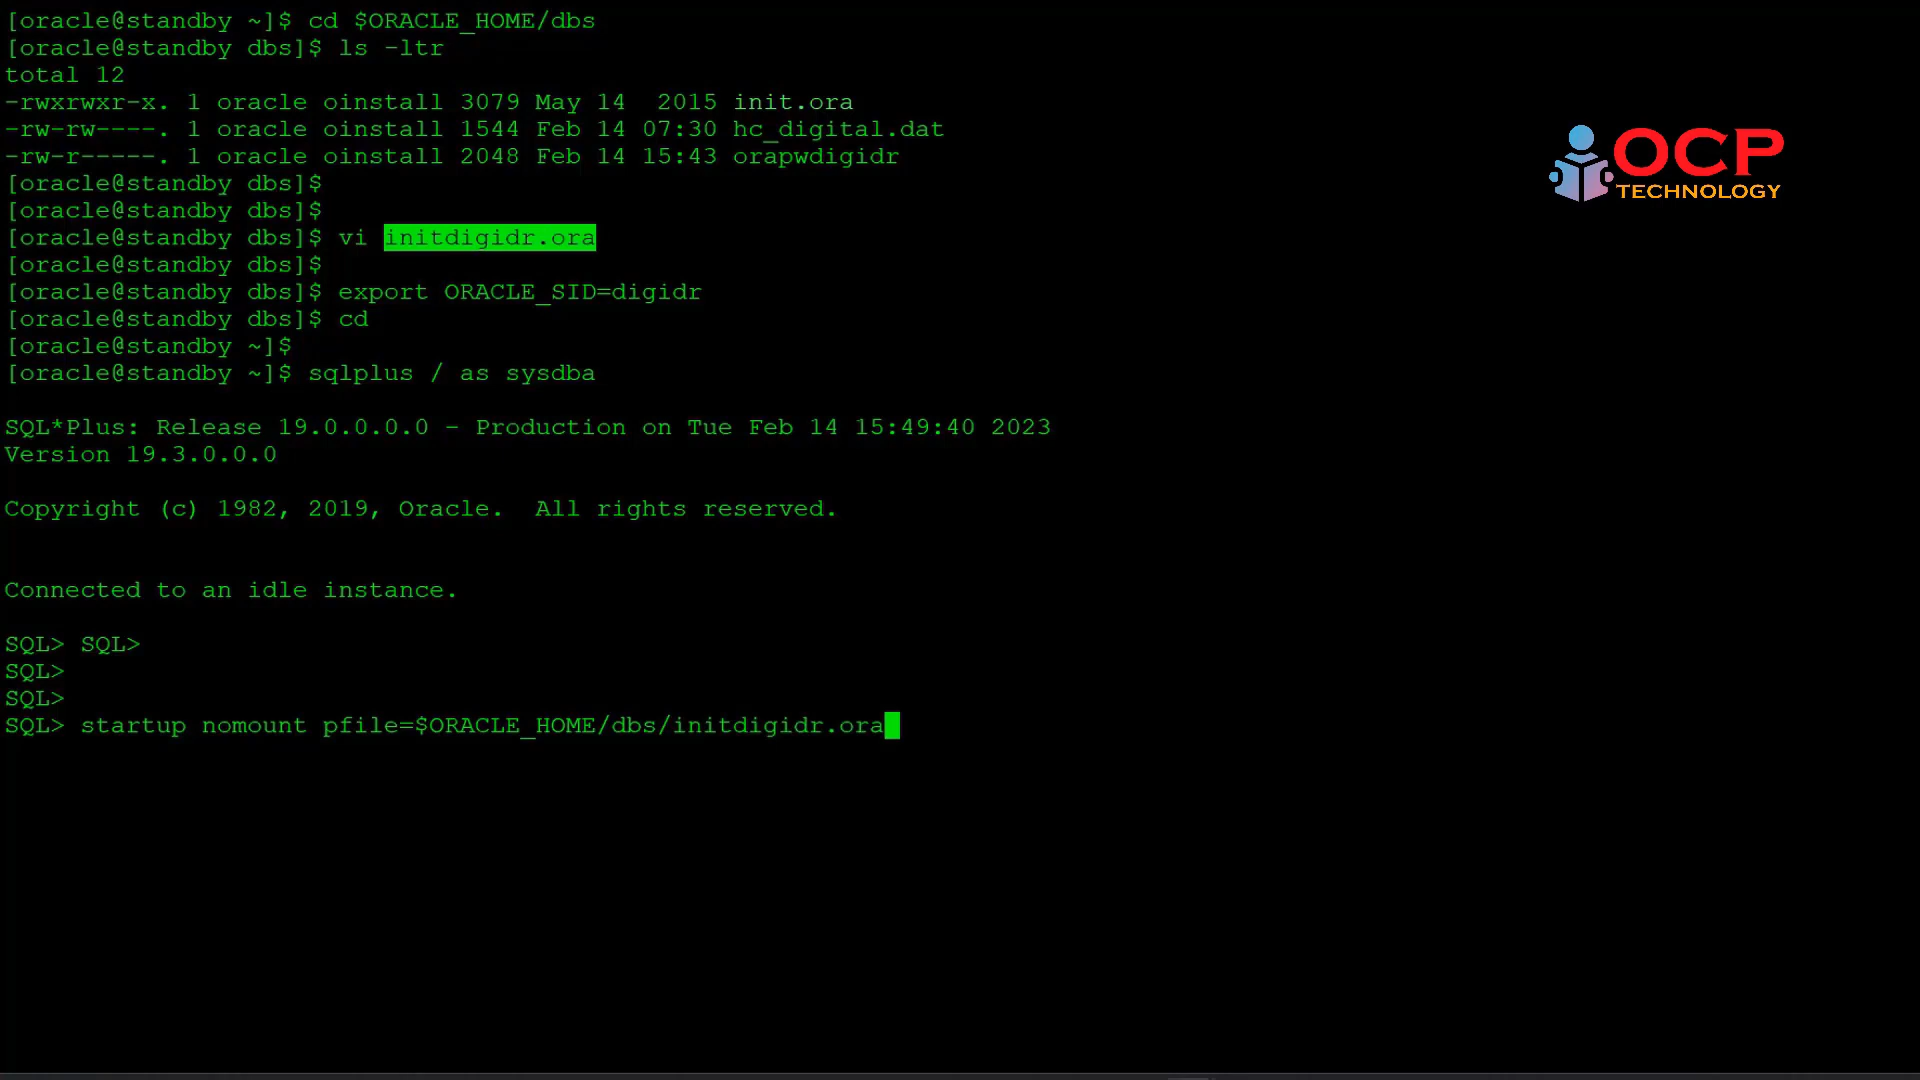 [oracle@standby ~]$ cd $ORACLE_HOME/dbs
[oracle@standby dbs]$ ls -ltr
total 12
-rwxrwxr-x. 1 oracle oinstall 3079 May 14  2015 init.ora
-rw-rw----. 1 oracle oinstall 1544 Feb 14 07:30 hc_digital.dat
-rw-r-----. 1 oracle oinstall 2048 Feb 14 15:43 orapwdigidr
[oracle@standby dbs]$
[oracle@standby dbs]$
[oracle@standby dbs]$ vi initdigidr.ora
[oracle@standby dbs]$
[oracle@standby dbs]$ export ORACLE_SID=digidr
[oracle@standby dbs]$ cd
[oracle@standby ~]$
[oracle@standby ~]$ sqlplus / as sysdba
SQL*Plus: Release 19.0.0.0.0 - Production on Tue Feb 14 15:49:40 2023
Version 19.3.0.0.0
Copyright (c) 1982, 2019, Oracle.  All rights reserved.
Connected to an idle instance.
SQL> SQL>
SQL>
SQL>
SQL> startup nomount pfile=$ORACLE_HOME/dbs/initdigidr.ora
OCP
TECHNOLOGY